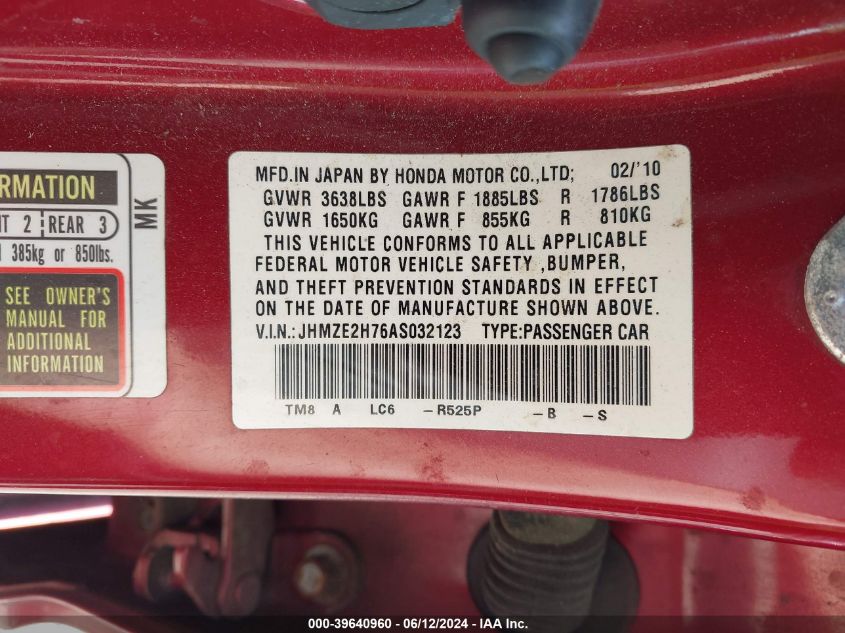 RMATION
NT 2 REAR 3
385kg or 850lbs.
SEE OWNER'S
MANUAL FOR
ADDITIONAL
INFORMATION
MK
MFD.IN JAPAN BY HONDA MOTOR CO.,LTD; 02/'10
GVWR 3638LBS GAWR F 1885LBS R 1786LBS
GVWR 1650KG GAWR F 855KG R 810KG
THIS VEHICLE CONFORMS TO ALL APPLICABLE
FEDERAL MOTOR VEHICLE SAFETY ,BUMPER,
AND THEFT PREVENTION STANDARDS IN EFFECT
ON THE DATE OF MANUFACTURE SHOWN ABOVE.
V.I.N.: JHMZE2H76AS032123 TYPE:PASSENGER CAR
TM8 A LC6 -R525P -B -S
000-39640960 - 06/12/2024 - IAA Inc.